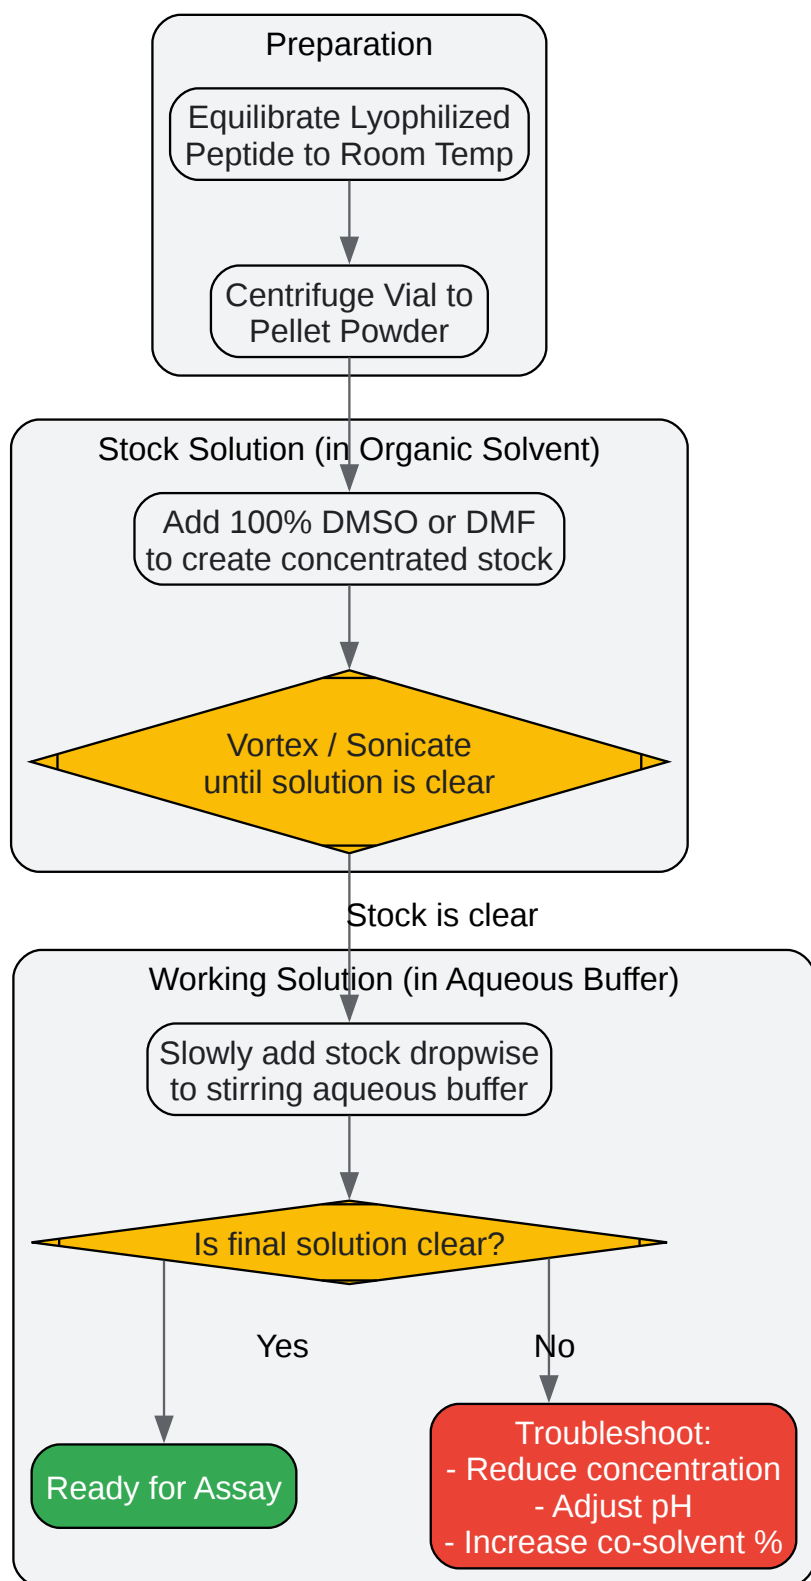 Preparation
Equilibrate Lyophilized
Peptide to Room Temp
Centrifuge Vial to
Pellet Powder
Stock Solution (in Organic Solvent)
Add 100% DMSO or DMF
to create concentrated stock
Vortex / Sonicate
until solution is clear
Stock is clear
Working Solution (in Aqueous Buffer)
Slowly add stock dropwise
to stirring aqueous buffer
Is final solution clear?
Yes
No
Ready for Assay
Troubleshoot:
- Reduce concentration
- Adjust pH
- Increase co-solvent %